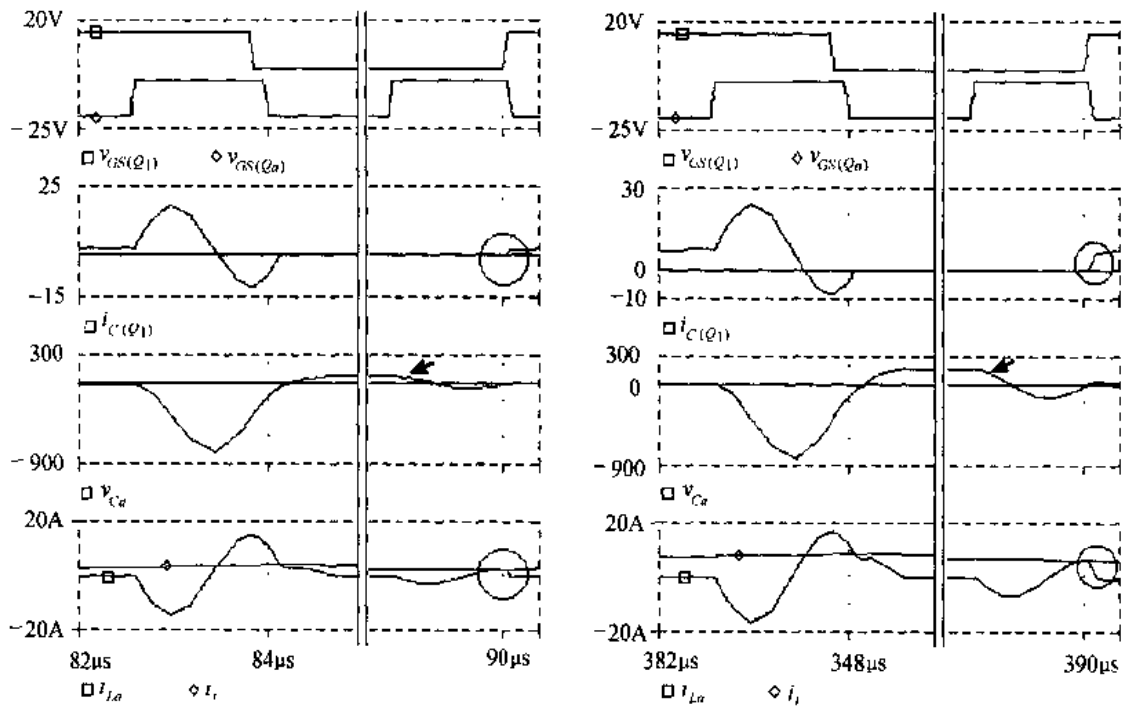 20V
−25V
v_GS(Q1) v_GS(Qa)
25
−15
i_C(Q1)
300
−900
v_Ca
20A
−20A
82μs 84μs 90μs
i_La i_t
20V
−25V
v_GS(Q1) v_GS(Qa)
30
0
−10
i_C(Q1)
300
0
−900
v_Ca
20A
−20A
382μs 348μs 390μs
i_La